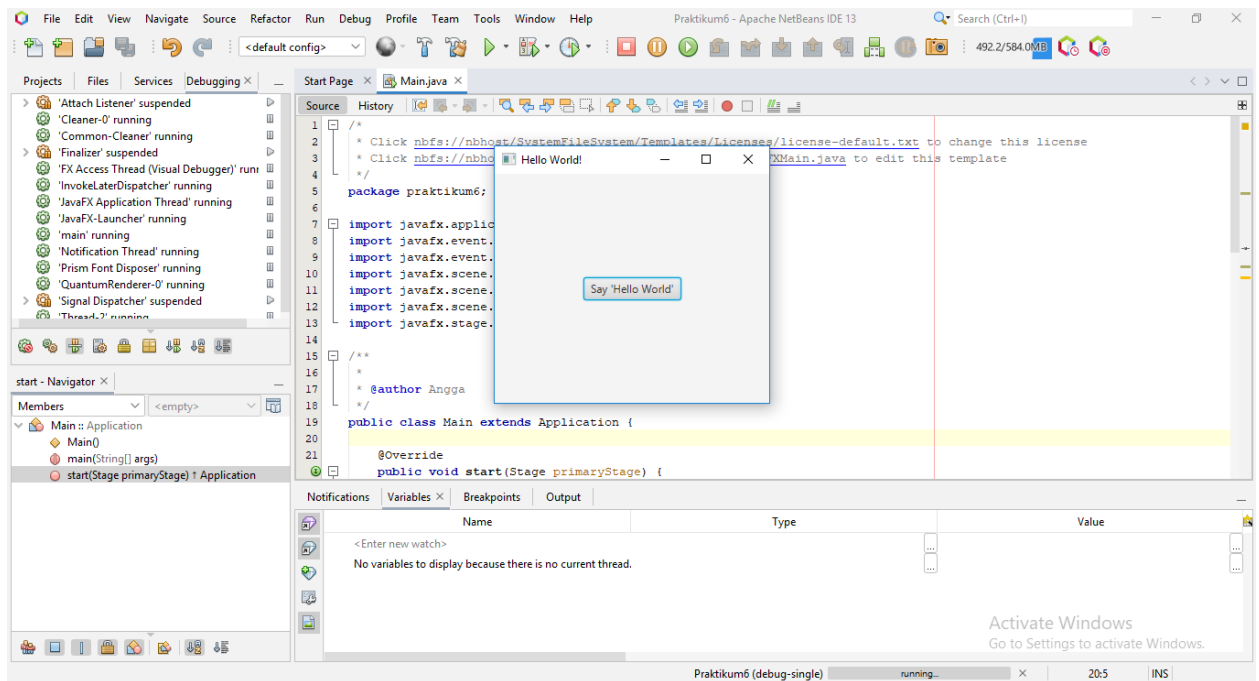 File Edit View Navigate Source Refactor Run Debug Profile Team Tools Window Help
Praktikum6 - Apache NetBeans IDE 13
Search (Ctrl+I)
<default config>
492.2/584.0MB
Projects Files Services Debugging
'Attach Listener' suspended
'Cleaner-0' running
'Common-Cleaner' running
'Finalizer' suspended
'FX Access Thread (Visual Debugger)' runr
'InvokeLaterDispatcher' running
'JavaFX Application Thread' running
'JavaFX-Launcher' running
'main' running
'Notification Thread' running
'Prism Font Disposer' running
'QuantumRenderer-0' running
'Signal Dispatcher' suspended
'Thread-2' running
start - Navigator
Members <empty>
Main :: Application
Main()
main(String[] args)
start(Stage primaryStage) ↑ Application
Start Page Main.java
Source History
1 /*
2 * Click nbfs://nbhost/SystemFileSystem/Templates/Licenses/license-default.txt to change this license
3 * Click nbfs://nbho XMain.java to edit this template
4 */
5 package praktikum6;
6
7 import javafx.applic
8 import javafx.event.
9 import javafx.event.
10 import javafx.scene.
11 import javafx.scene.
12 import javafx.scene.
13 import javafx.stage.
14
15 /**
16 *
17 * @author Angga
18 */
19 public class Main extends Application {
20
21 @Override
public void start(Stage primaryStage) {
Hello World!
Say 'Hello World'
Notifications Variables Breakpoints Output
Name Type Value
<Enter new watch>
No variables to display because there is no current thread.
Activate Windows
Go to Settings to activate Windows.
Praktikum6 (debug-single) running... 20:5 INS